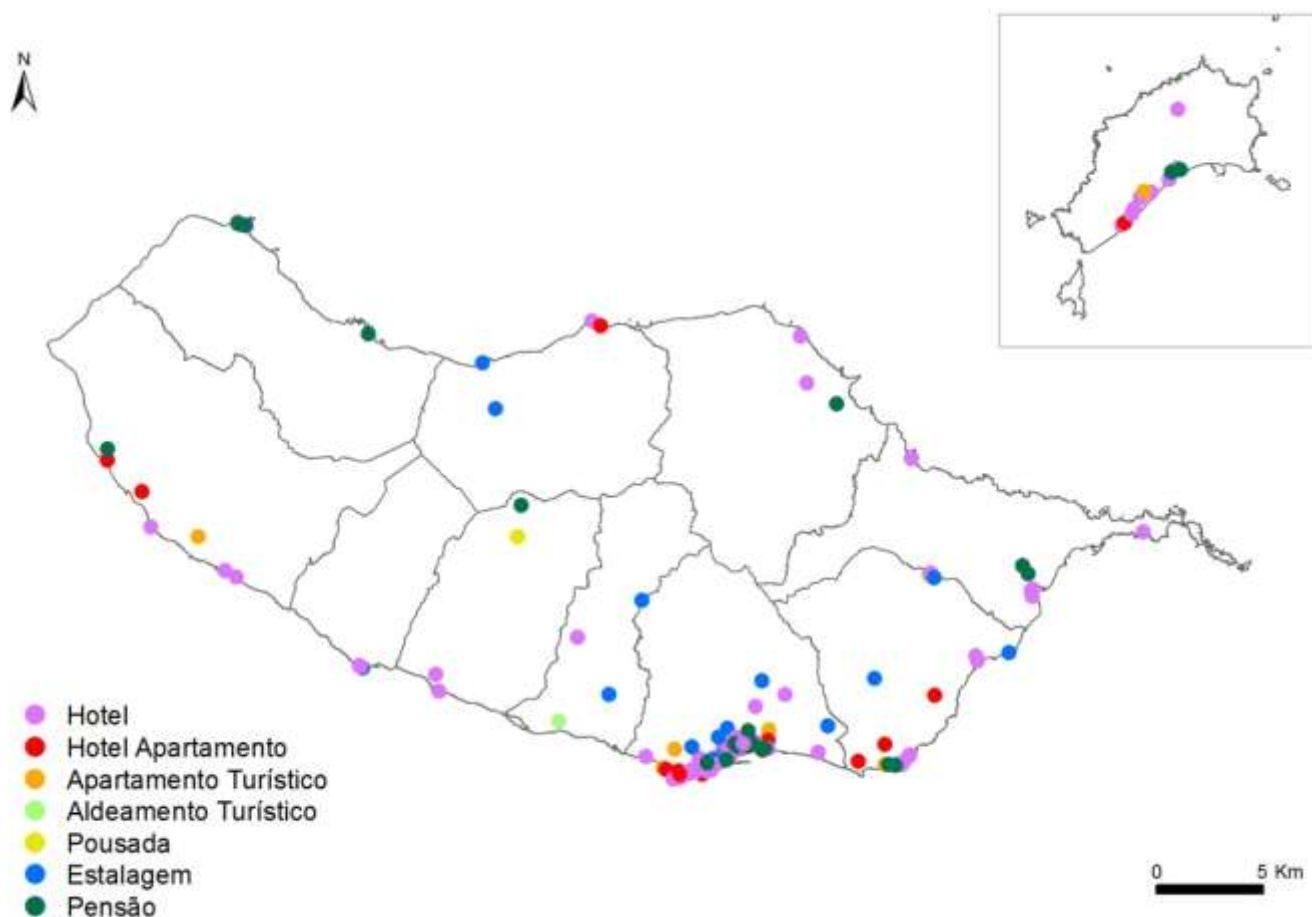 N
Hotel
Hotel Apartamento
Apartamento Turístico
Aldeamento Turístico
Pousada
Estalagem
Pensão
0 5 Km